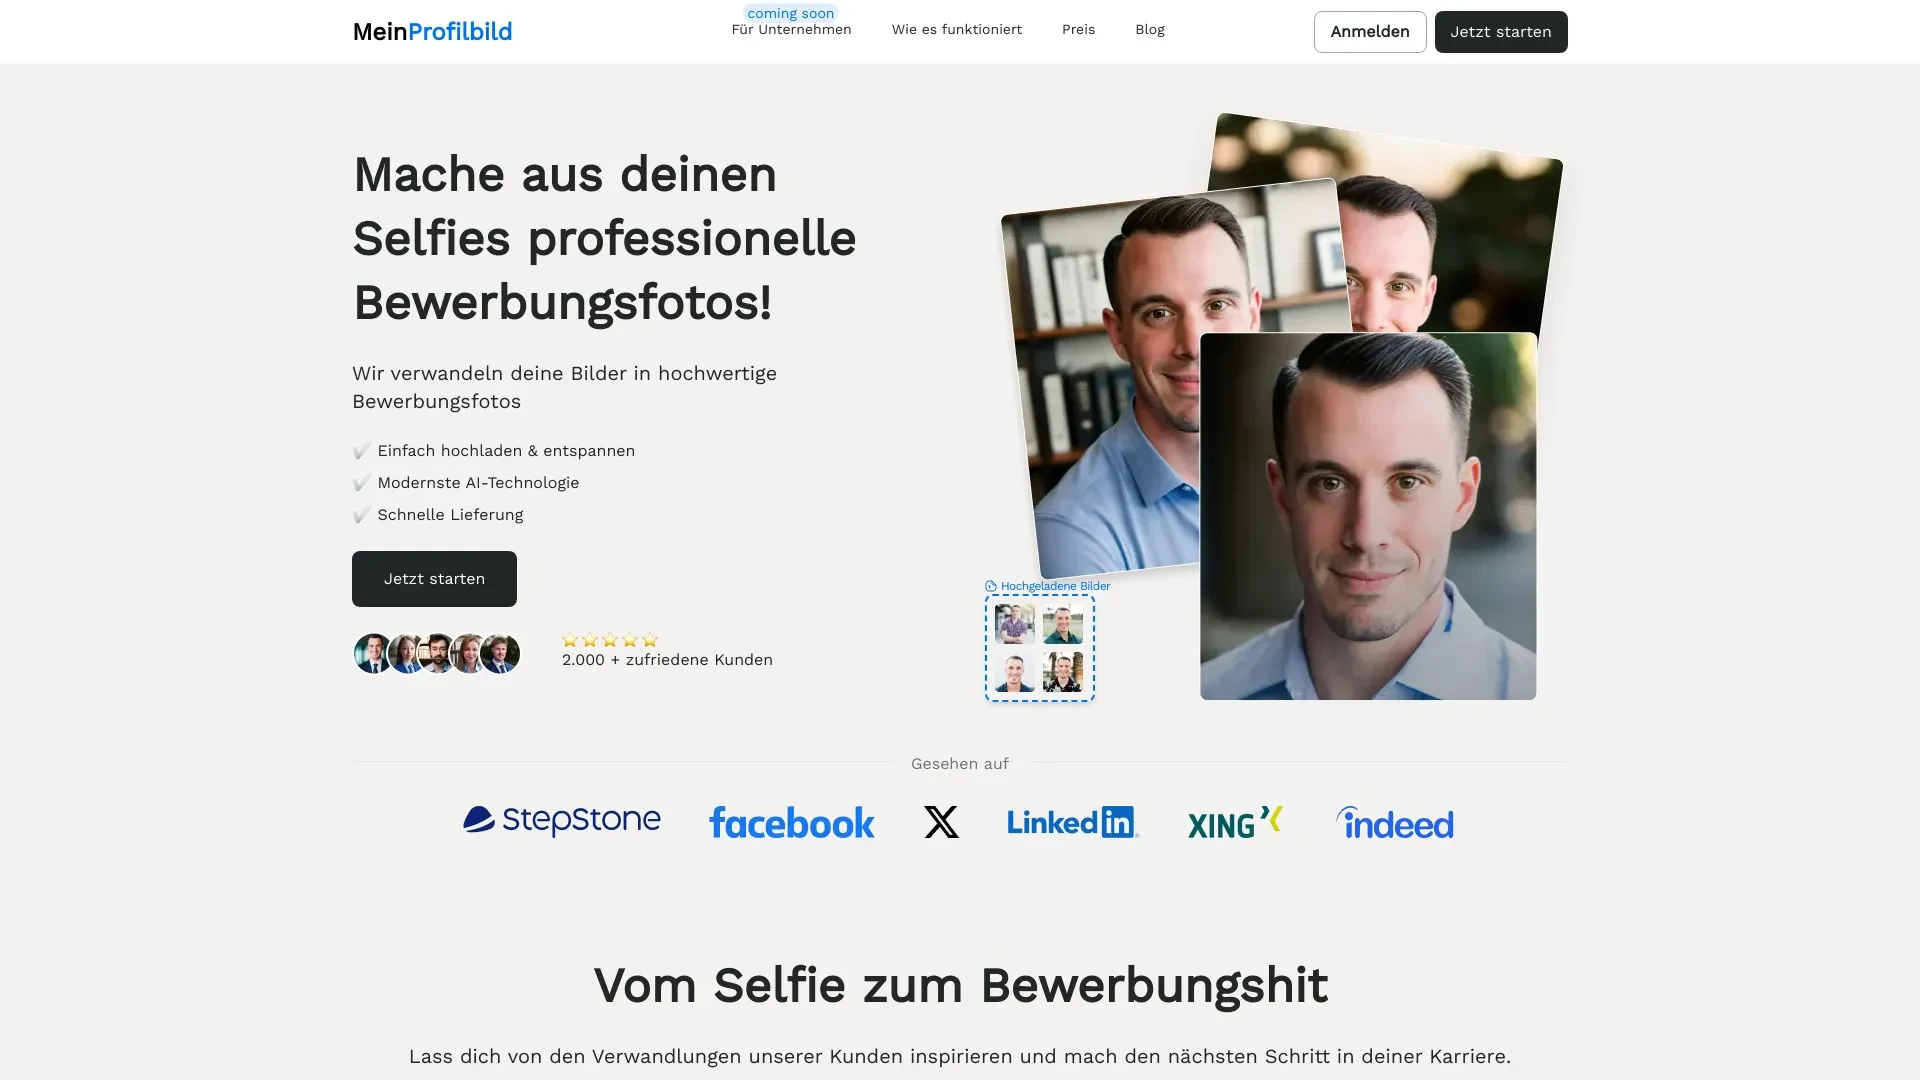 MeinProfilbild
coming soon
Für Unternehmen
Wie es funktioniert
Preis
Blog
Anmelden
Jetzt starten
Mache aus deinen
Selfies professionelle
Bewerbungsfotos!
Wir verwandeln deine Bilder in hochwertige
Bewerbungsfotos
Einfach hochladen & entspannen
Modernste AI-Technologie
Schnelle Lieferung
Jetzt starten
2.000 + zufriedene Kunden
Hochgeladene Bilder
Gesehen auf
StepStone
facebook
X
Linkedin
XING
indeed
Vom Selfie zum Bewerbungshit
Lass dich von den Verwandlungen unserer Kunden inspirieren und mach den nächsten Schritt in deiner Karriere.